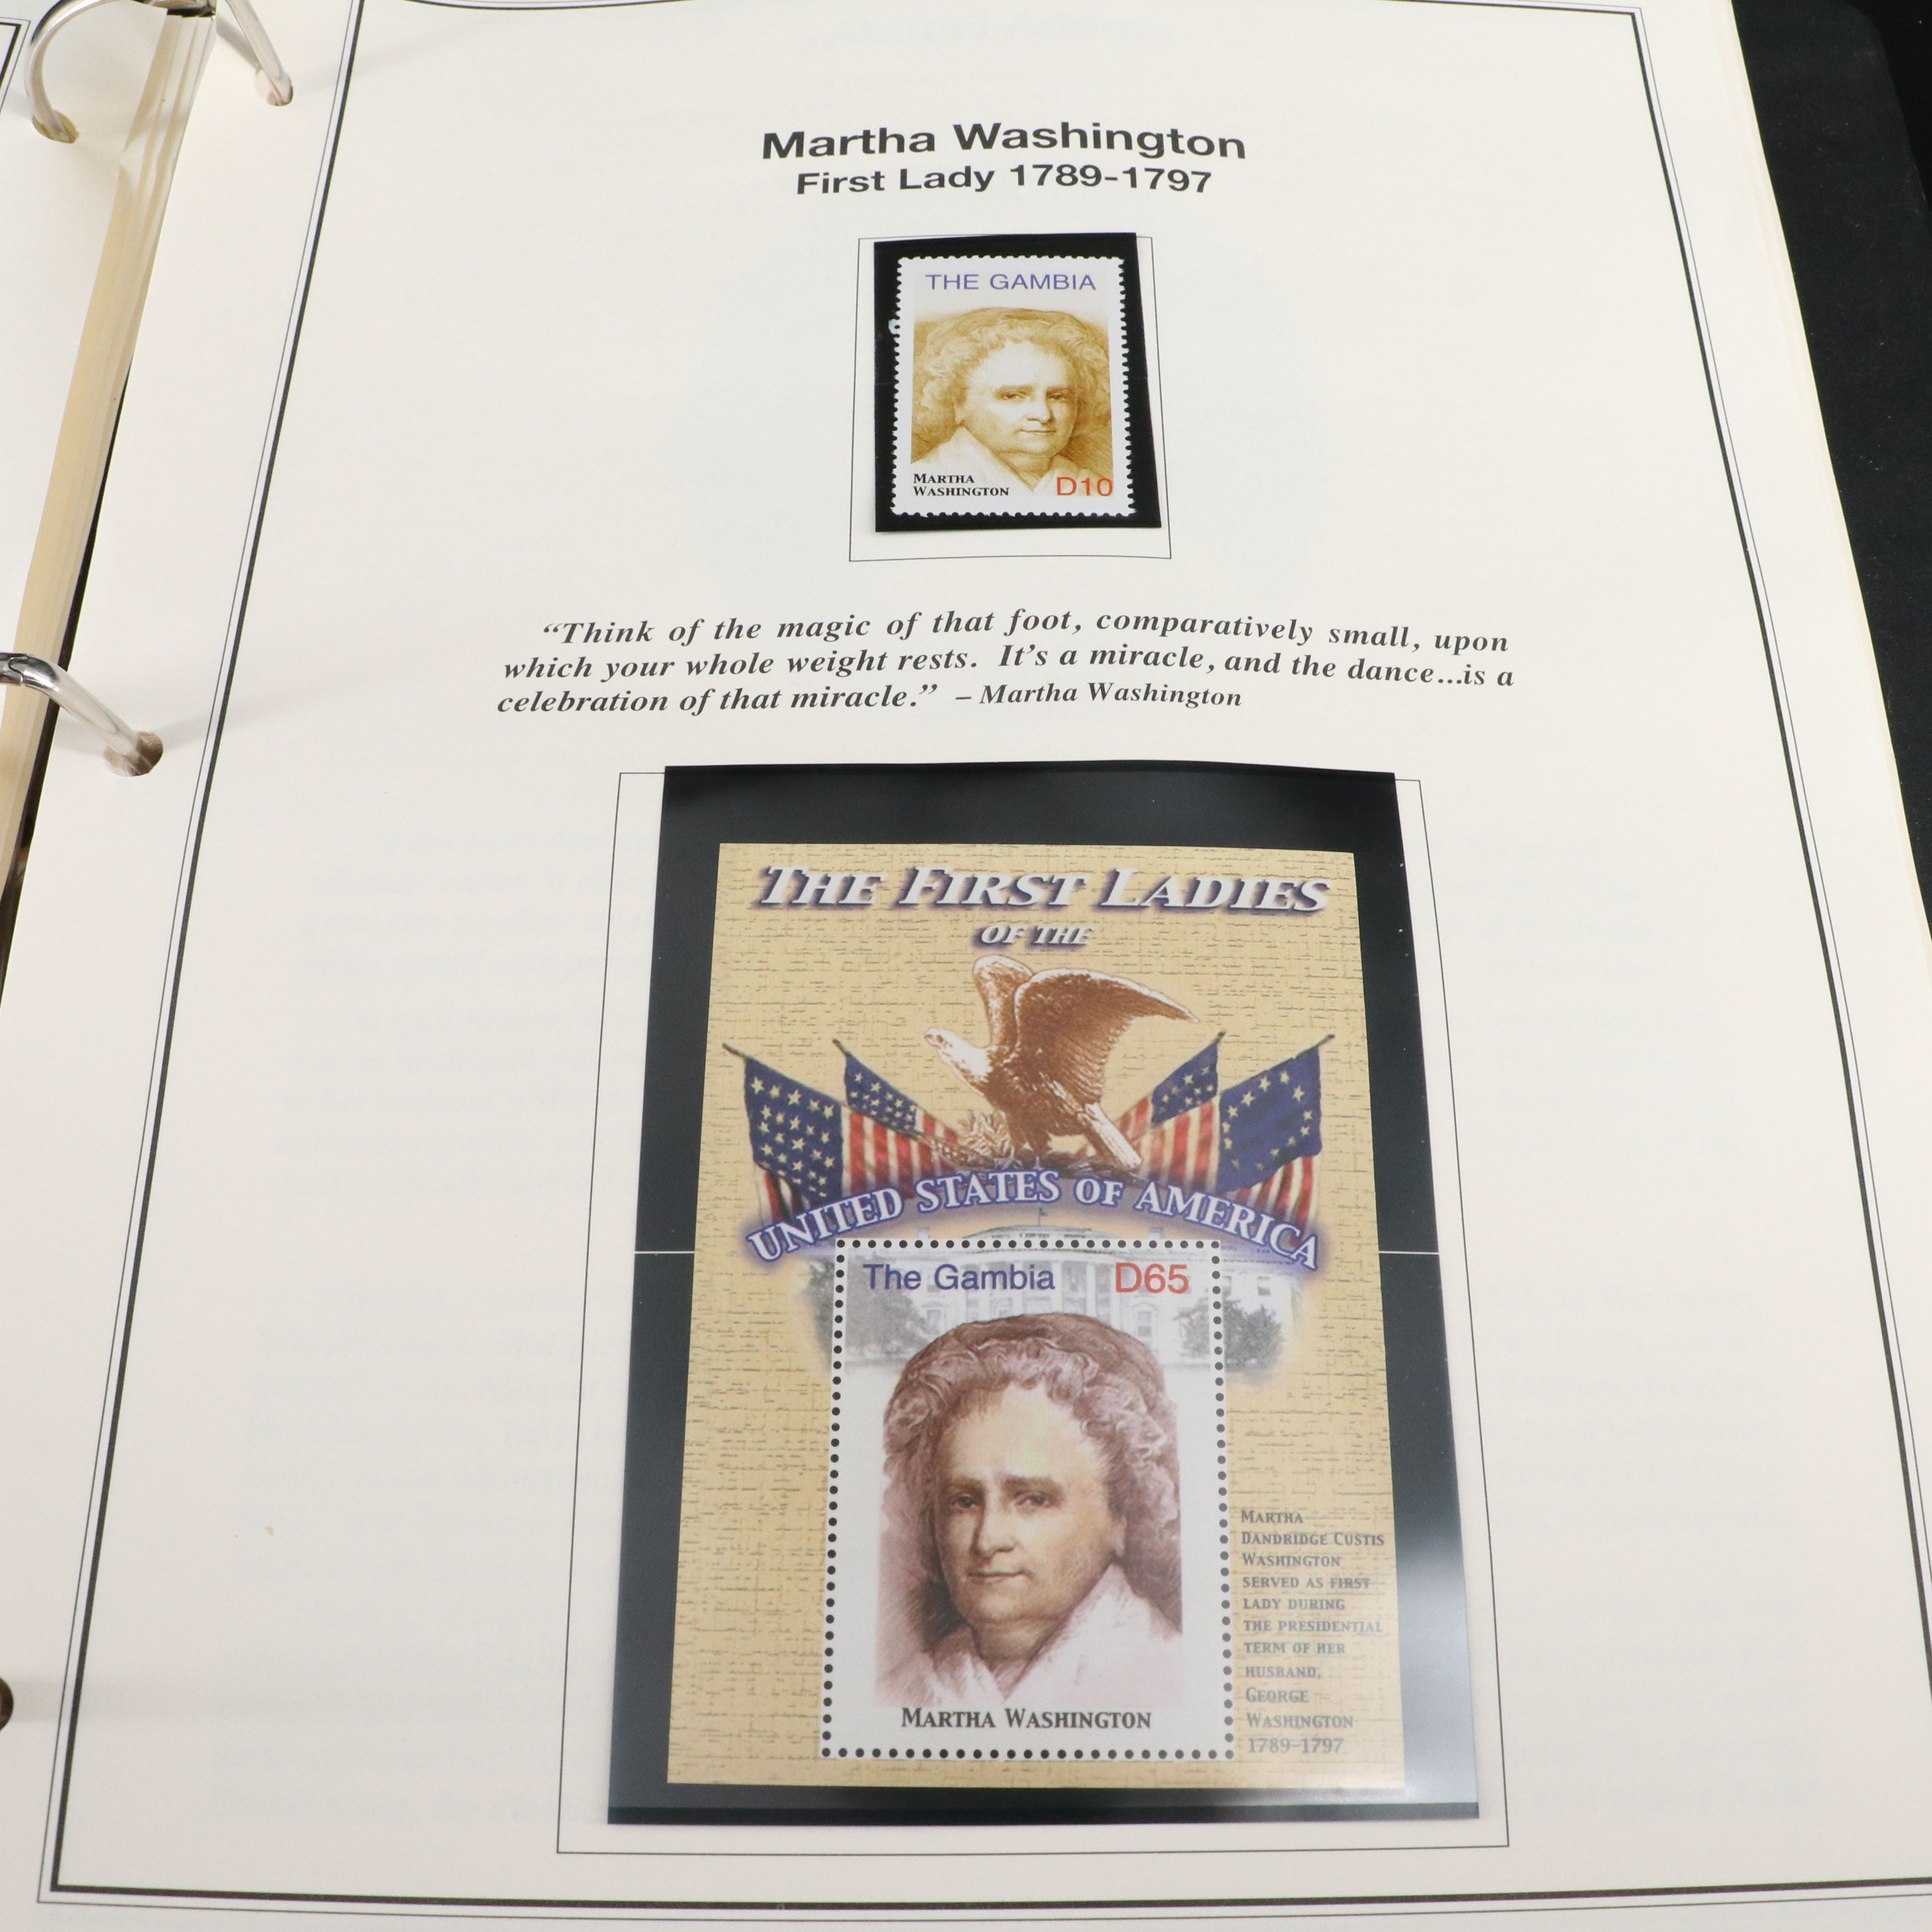 Martha Washington
First Lady 1789-1797
THE GAMBIA
MARTHA
WASHINGTON
D10
“Think of the magic of that foot, comparatively small, upon
which your whole weight rests. It’s a miracle, and the dance...is a
celebration of that miracle.” – Martha Washington
THE FIRST LADIES
OF THE
UNITED STATES OF AMERICA
The Gambia D65
MARTHA
DANDRIDGE CUSTIS
WASHINGTON
SERVED AS FIRST
LADY DURING
THE PRESIDENTIAL
TERM OF HER
HUSBAND,
GEORGE
WASHINGTON
1789-1797
MARTHA WASHINGTON